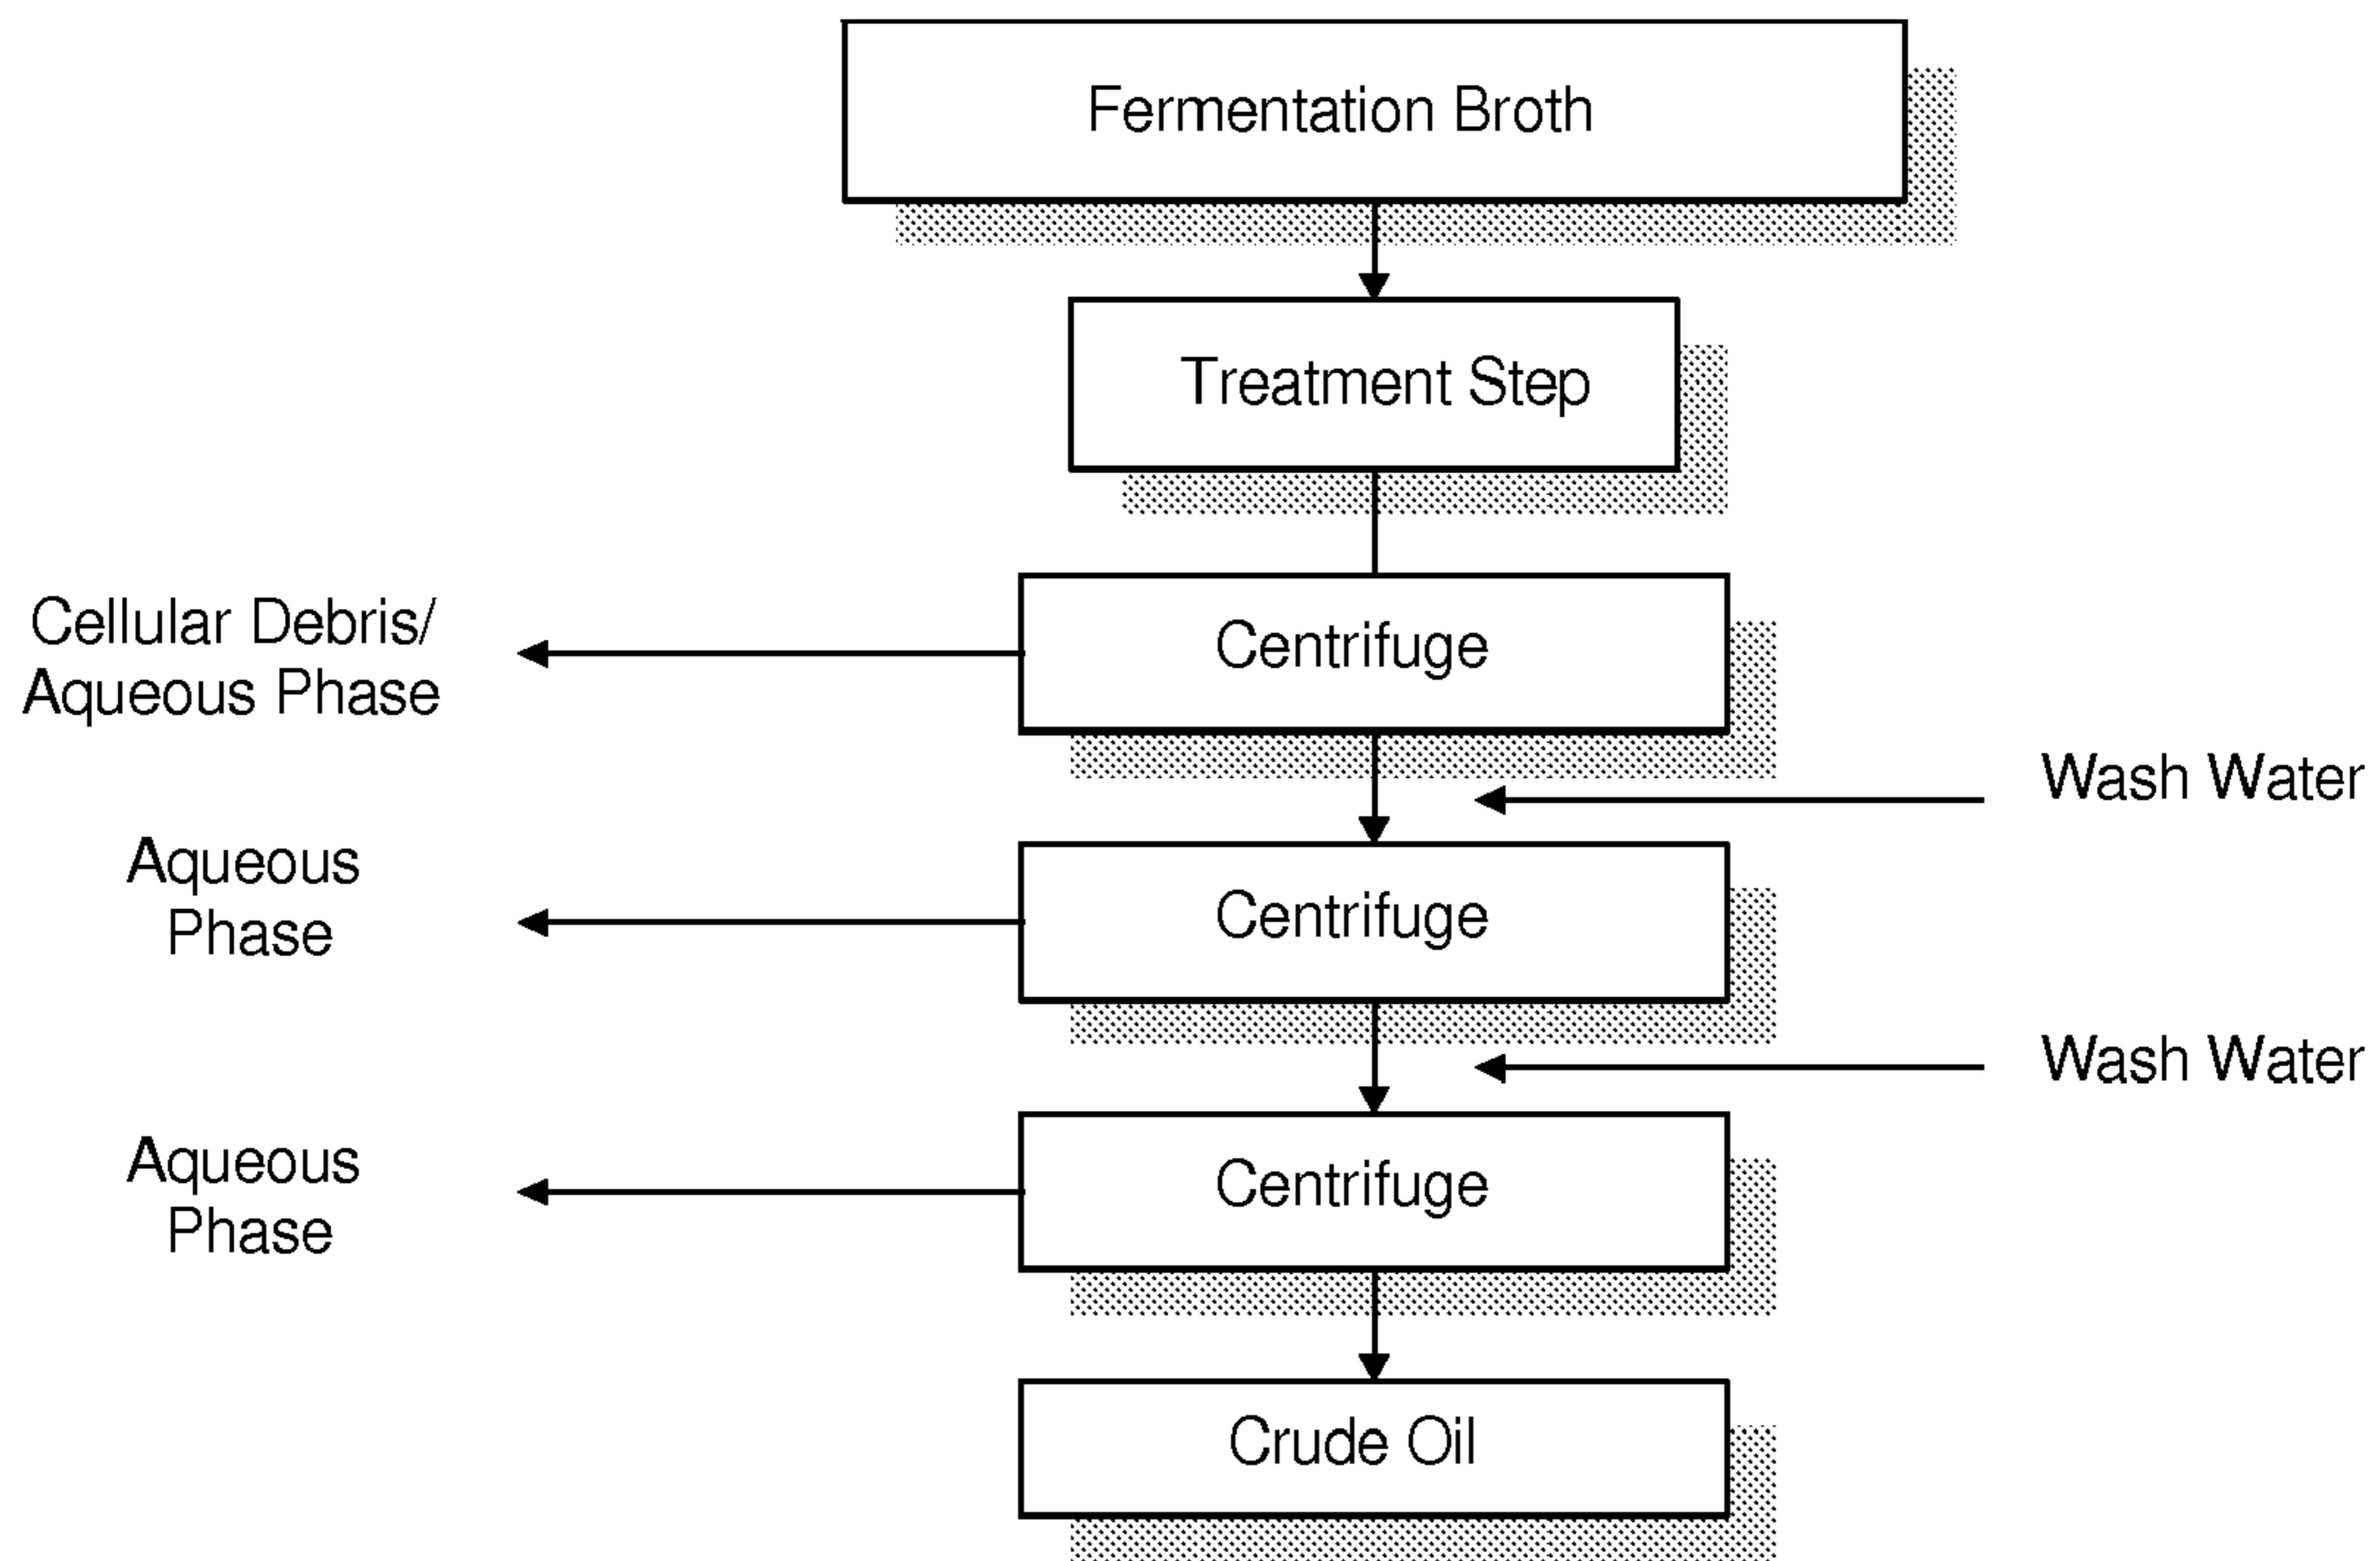 Fermentation Broth
Treatment Step
Cellular Debris/
Aqueous Phase
Centrifuge
Wash Water
Aqueous
Phase
Centrifuge
Wash Water
Aqueous
Phase
Centrifuge
Crude Oil